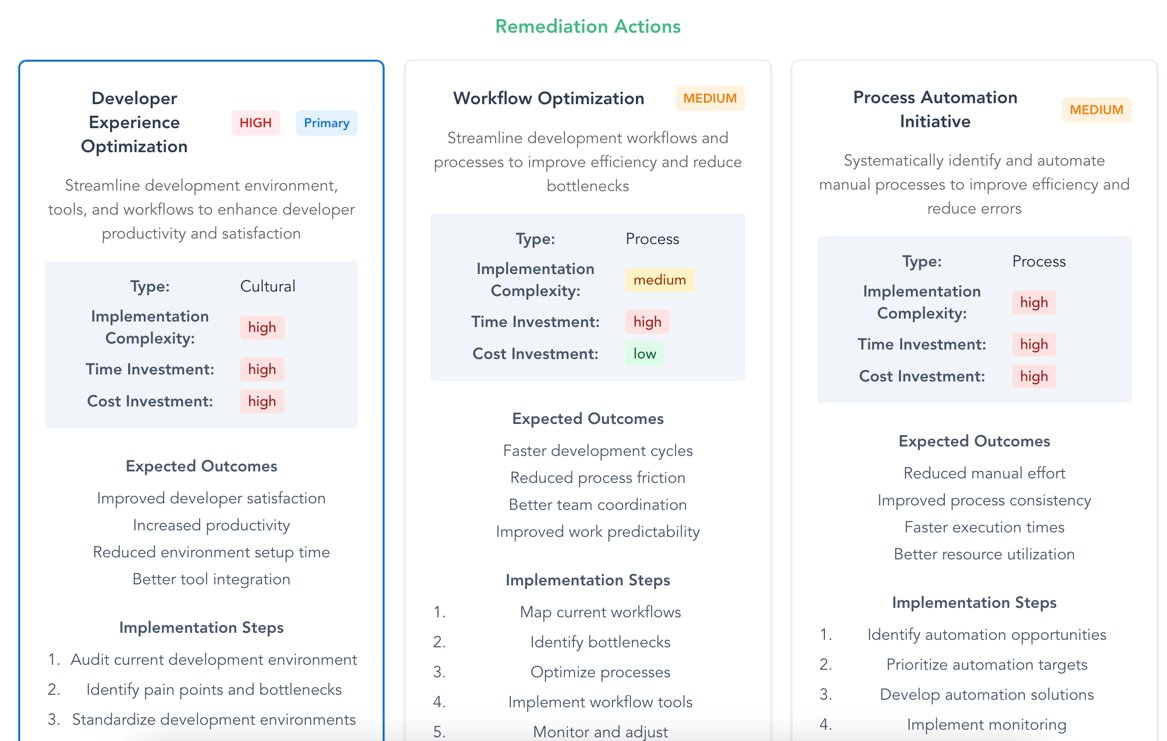 Remediation Actions
Developer
Experience
Optimization
HIGH
Primary
Streamline development environment,
tools, and workflows to enhance developer
productivity and satisfaction
Type: Cultural
Implementation
Complexity:
high
Time Investment: high
Cost Investment: high
Expected Outcomes
Improved developer satisfaction
Increased productivity
Reduced environment setup time
Better tool integration
Implementation Steps
1. Audit current development environment
2. Identify pain points and bottlenecks
3. Standardize development environments
Workflow Optimization
MEDIUM
Streamline development workflows and
processes to improve efficiency and reduce
bottlenecks
Type: Process
Implementation
Complexity:
medium
Time Investment: high
Cost Investment: low
Expected Outcomes
Faster development cycles
Reduced process friction
Better team coordination
Improved work predictability
Implementation Steps
1. Map current workflows
2. Identify bottlenecks
3. Optimize processes
4. Implement workflow tools
5. Monitor and adjust
Process Automation
Initiative
MEDIUM
Systematically identify and automate
manual processes to improve efficiency and
reduce errors
Type: Process
Implementation
Complexity:
high
Time Investment: high
Cost Investment: high
Expected Outcomes
Reduced manual effort
Improved process consistency
Faster execution times
Better resource utilization
Implementation Steps
1. Identify automation opportunities
2. Prioritize automation targets
3. Develop automation solutions
4. Implement monitoring